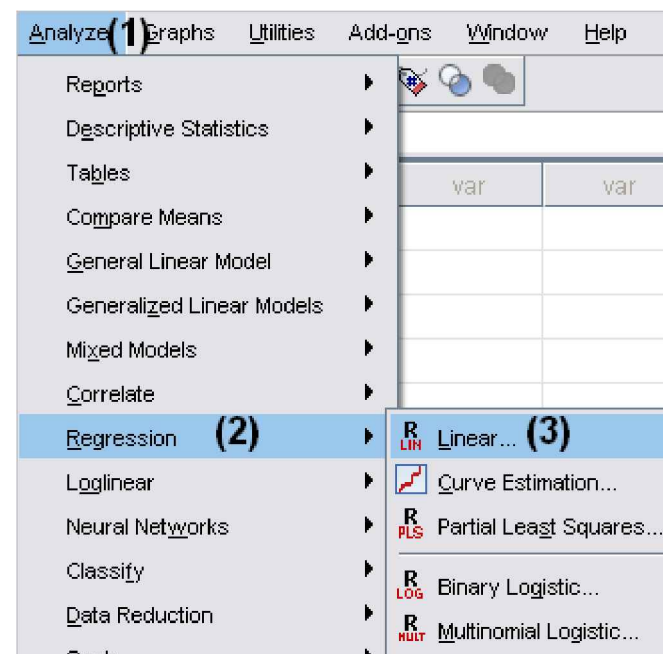 Analyze (1) Graphs Utilities Add-ons Window Help
Reports
Descriptive Statistics
Tables
var var
Compare Means
General Linear Model
Generalized Linear Models
Mixed Models
Correlate
Regression (2)
R LIN Linear... (3)
Loglinear
Curve Estimation...
Neural Networks
R PLS Partial Least Squares...
Classify
R LOG Binary Logistic...
Data Reduction
R MULT Multinomial Logistic...